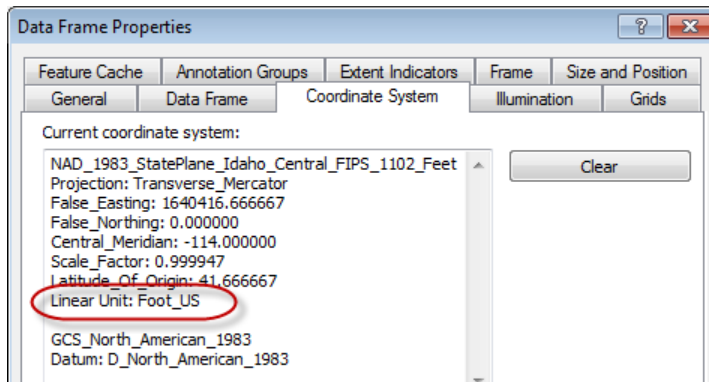 Data Frame Properties
Feature Cache Annotation Groups Extent Indicators Frame Size and Position
General Data Frame Coordinate System Illumination Grids
Current coordinate system:
NAD_1983_StatePlane_Idaho_Central_FIPS_1102_Feet
Clear
Projection: Transverse_Mercator
False_Easting: 1640416.666667
False_Northing: 0.000000
Central_Meridian: -114.000000
Scale_Factor: 0.999947
Latitude_Of_Origin: 41.666667
Linear Unit: Foot_US
GCS_North_American_1983
Datum: D_North_American_1983